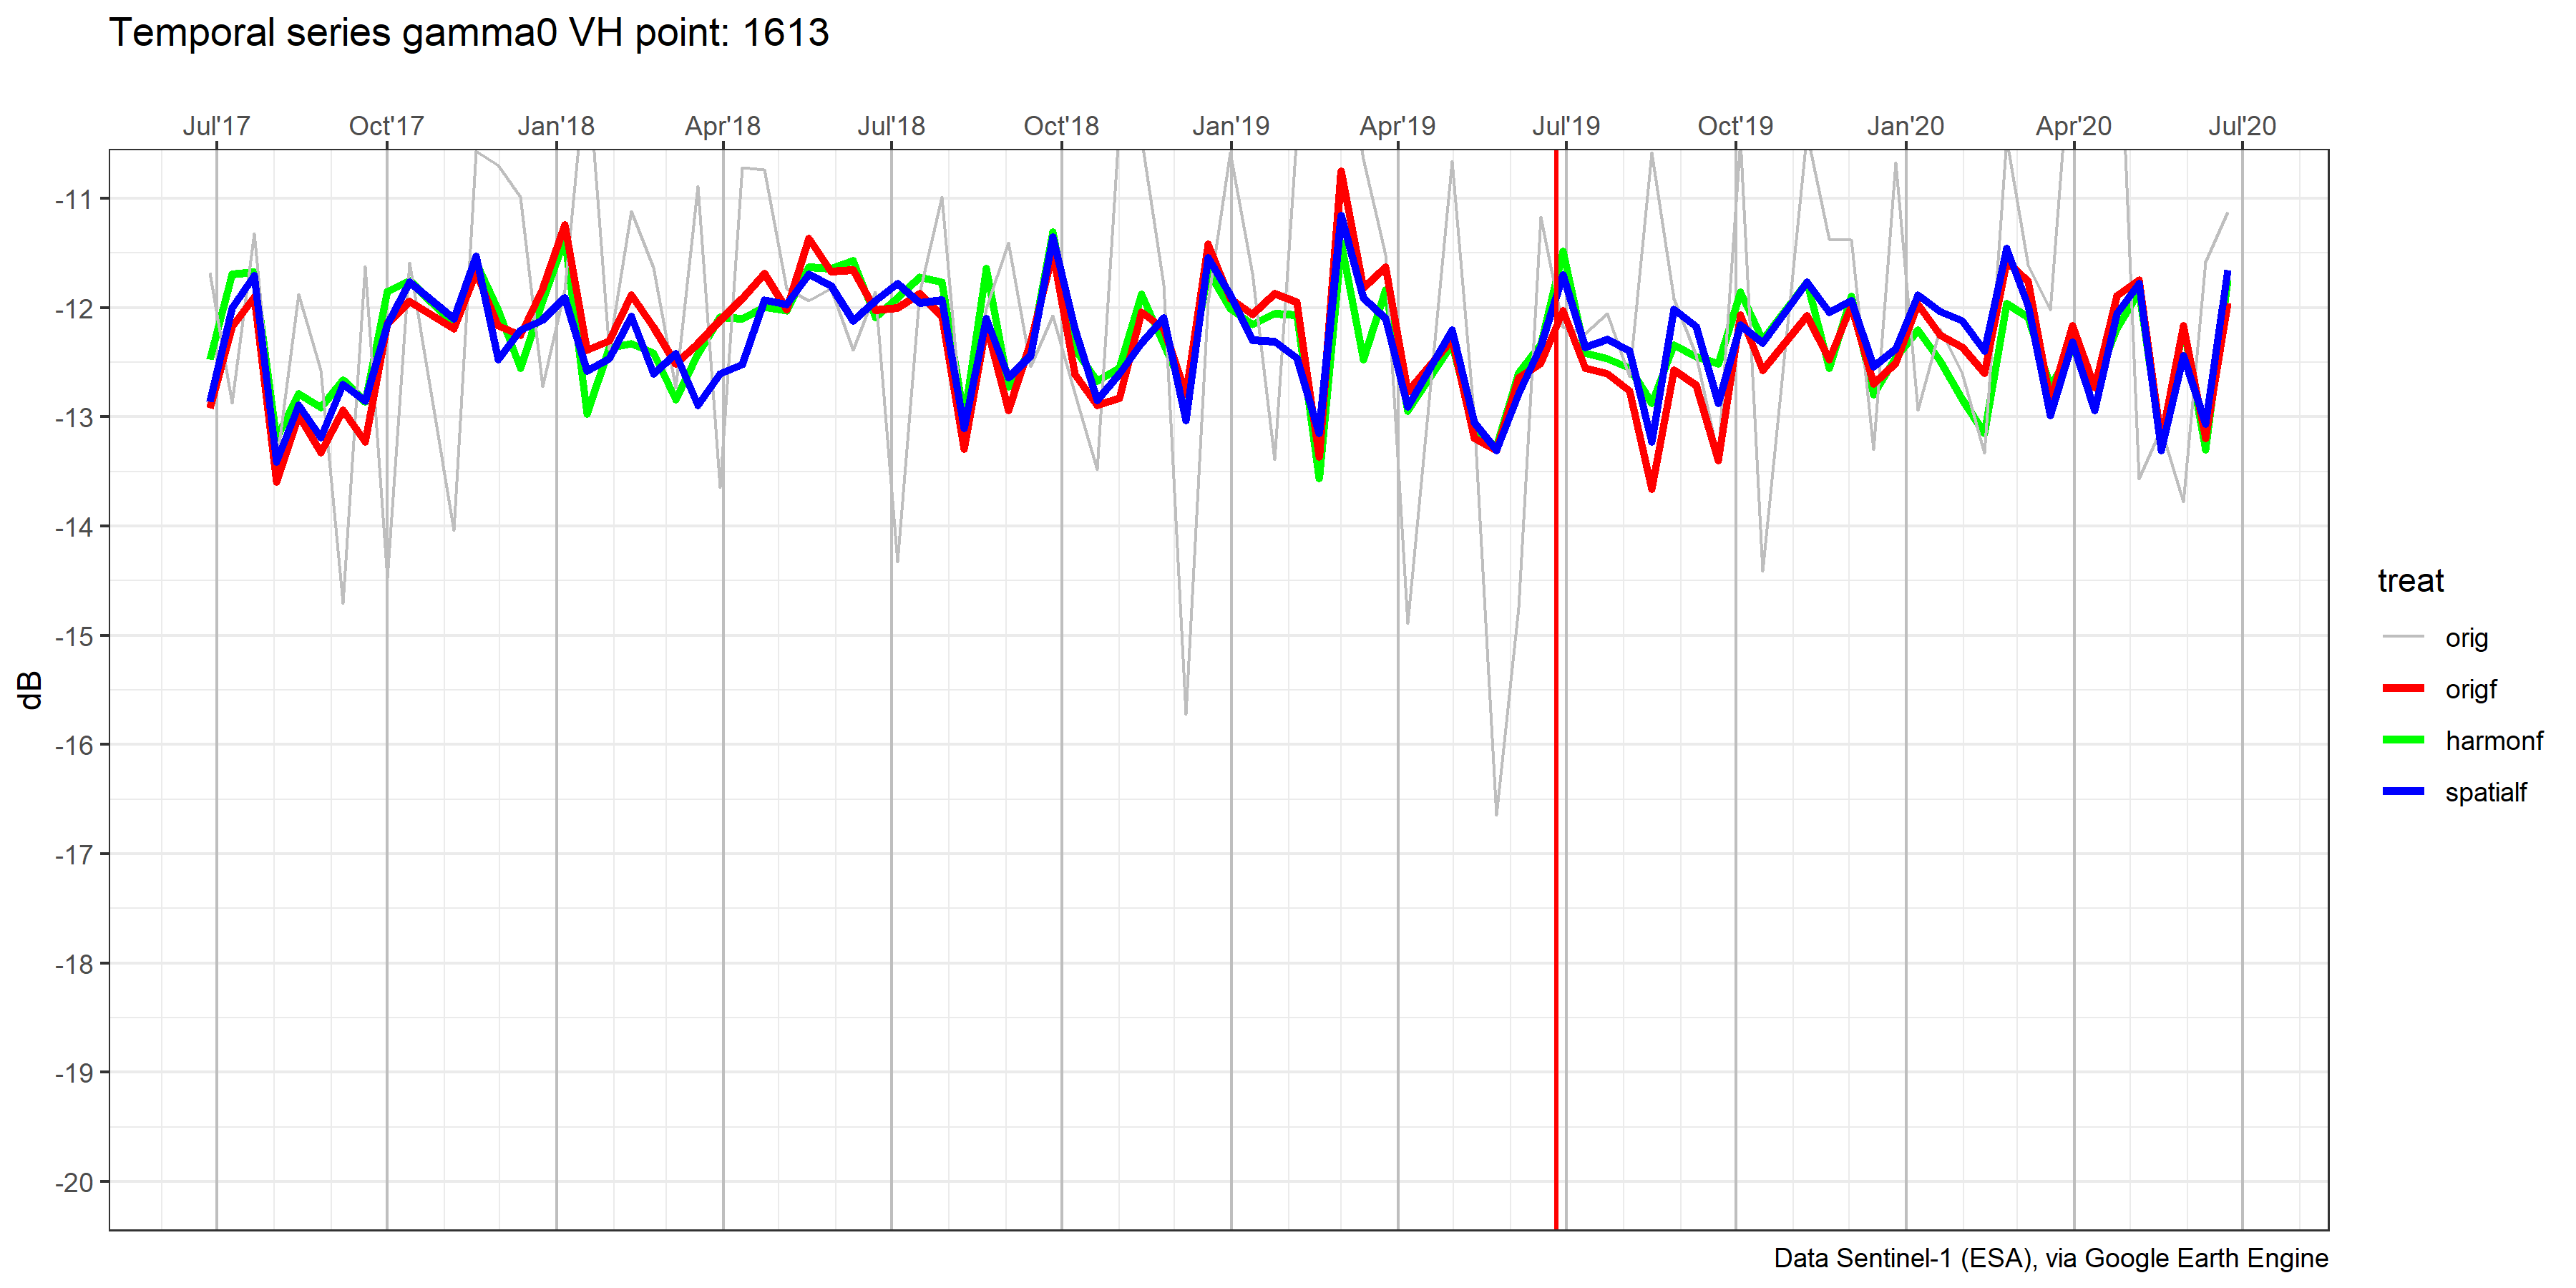 Temporal series gamma0 VH point: 1613
Jul'17 Oct'17 Jan'18 Apr'18 Jul'18 Oct'18 Jan'19 Apr'19 Jul'19 Oct'19 Jan'20 Apr'20 Jul'20
-11
-12
-13
-14
-15
-16
-17
-18
-19
-20
dB
treat
orig
origf
harmonf
spatialf
Data Sentinel-1 (ESA), via Google Earth Engine